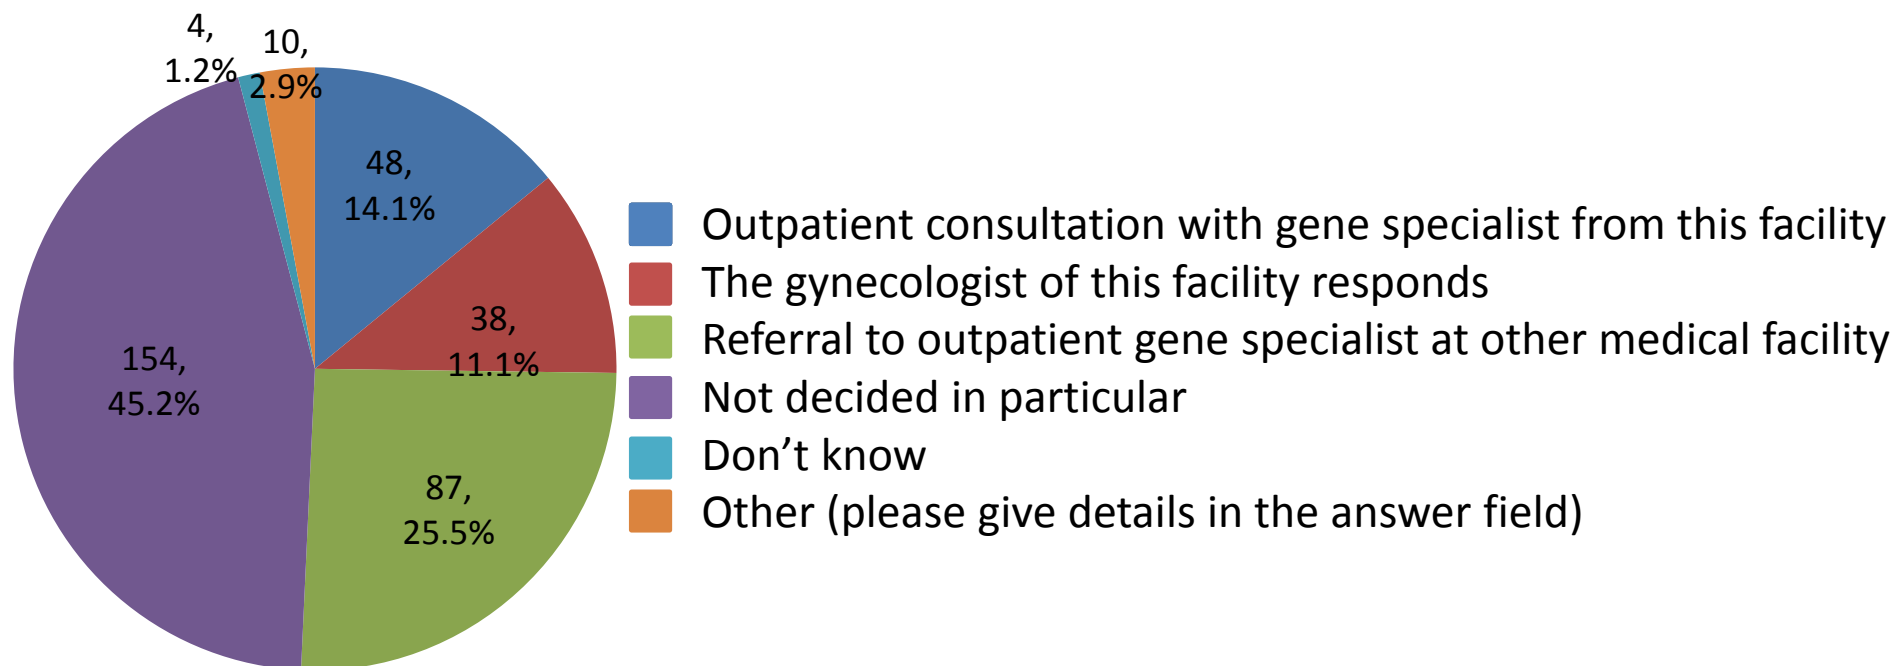 4,
1.2%
10,
2.9%
48,
14.1%
38,
11.1%
87,
25.5%
154,
45.2%
Outpatient consultation with gene specialist from this facility
The gynecologist of this facility responds
Referral to outpatient gene specialist at other medical facility
Not decided in particular
Don’t know
Other (please give details in the answer field)